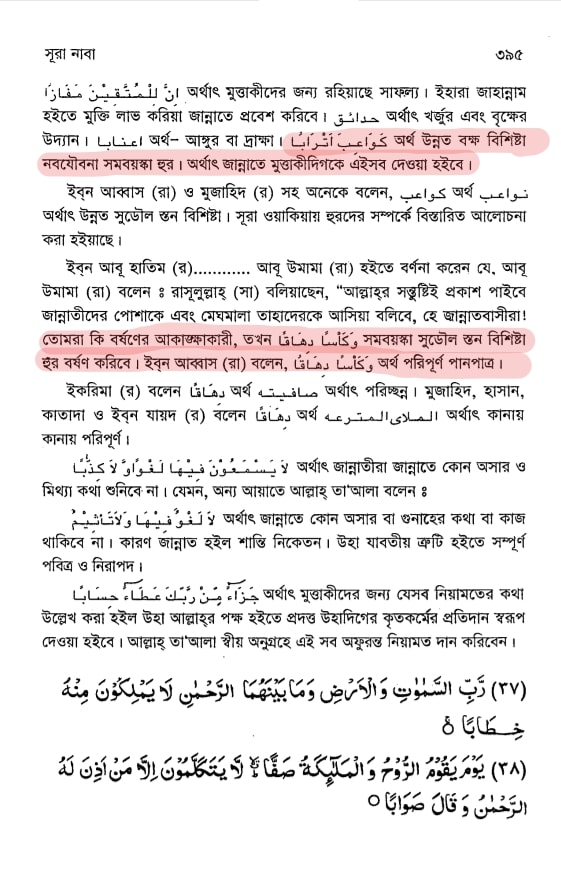 সূরা নাবা
৩৯৫
اِنَّ لِلْمُتَّقِيْنَ مَفَازًا অর্থাৎ মুত্তাকীদের জন্য রহিয়াছে সাফল্য। ইহারা জাহান্নাম
হইতে মুক্তি লাভ করিয়া জান্নাতে প্রবেশ করিবে। حدائق অর্থাৎ খর্জুর এবং বৃক্ষের
উদ্যান। اعنابا অর্থ– আঙ্গুর বা দ্রাক্ষা। كَوَاعِبَ اَتْرَابًا অর্থ উন্নত বক্ষ বিশিষ্টা
নবযৌবনা সমবয়স্কা হুর। অর্থাৎ জান্নাতে মুত্তাকীদিগকে এইসব দেওয়া হইবে।
ইব্‌ন আব্বাস (রা) ও মুজাহিদ (র) সহ অনেকে বলেন, كواعب অর্থ نواعب
অর্থাৎ উন্নত সুডৌল স্তন বিশিষ্টা। সূরা ওয়াকিয়ায় হুরদের সম্পর্কে বিস্তারিত আলোচনা
করা হইয়াছে।
ইব্‌ন আবূ হাতিম (র)............ আবূ উমামা (রা) হইতে বর্ণনা করেন যে, আবূ
উমামা (রা) বলেন ঃ রাসূলুল্লাহ্ (সা) বলিয়াছেন, “আল্লাহ্‌র সন্তুষ্টিই প্রকাশ পাইবে
জান্নাতীদের পোশাকে এবং মেঘমালা তাহাদেরকে আসিয়া বলিবে, হে জান্নাতবাসীরা!
তোমরা কি বর্ষণের আকাঙ্ক্ষাকারী, তখন وَكَأْسًا دِهَاقًا সমবয়স্কা সুডৌল স্তন বিশিষ্টা
হুর বর্ষণ করিবে। ইব্‌ন আব্বাস (রা) বলেন, وَكَأْسًا دِهَاقًا অর্থ পরিপূর্ণ পানপাত্র।
ইকরিমা (র) বলেন دِهَاقًا অর্থ صافيته অর্থাৎ পরিচ্ছন্ন। মুজাহিদ, হাসান,
কাতাদা ও ইব্‌ন যায়দ (র) বলেন دِهَاقًا অর্থ الملاى المترعه অর্থাৎ কানায়
কানায় পরিপূর্ণ।
لاَ يَسْمَعُوْنَ فِيْهَا لَغْوًا وَّلاَ كِذّٰبًا অর্থাৎ জান্নাতীরা জান্নাতে কোন অসার ও
মিথ্যা কথা শুনিবে না। যেমন, অন্য আয়াতে আল্লাহ্ তা'আলা বলেন ঃ
لاَ لَغْوٌ فِيْهَا وَلاَ تَاْثِيْمٌ অর্থাৎ জান্নাতে কোন অসার বা গুনাহের কথা বা কাজ
থাকিবে না। কারণ জান্নাত হইল শান্তি নিকেতন। উহা যাবতীয় ত্রুটি হইতে সম্পূর্ণ
পবিত্র ও নিরাপদ।
جَزَاۤءً مِّنْ رَّبِّكَ عَطَاۤءً حِسَابًا অর্থাৎ মুত্তাকীদের জন্য যেসব নিয়ামতের কথা
উল্লেখ করা হইল উহা আল্লাহ্‌র পক্ষ হইতে প্রদত্ত উহাদিগের কৃতকর্মের প্রতিদান স্বরূপ
দেওয়া হইবে। আল্লাহ্ তা'আলা স্বীয় অনুগ্রহে এই সব অফুরন্ত নিয়ামত দান করিবেন।
(৩৭) رَّبِّ السَّمٰوٰتِ وَالْاَرْضِ وَمَا بَيْنَهُمَا الرَّحْمٰنِ لَا يَمْلِكُوْنَ مِنْهُ
خِطَابًا ۚ
(৩৮) يَوْمَ يَقُوْمُ الرُّوْحُ وَالْمَلٰٓئِكَةُ صَفًّا ۙ لَّا يَتَكَلَّمُوْنَ اِلَّا مَنْ اَذِنَ لَهُ
الرَّحْمٰنُ وَقَالَ صَوَابًا ○